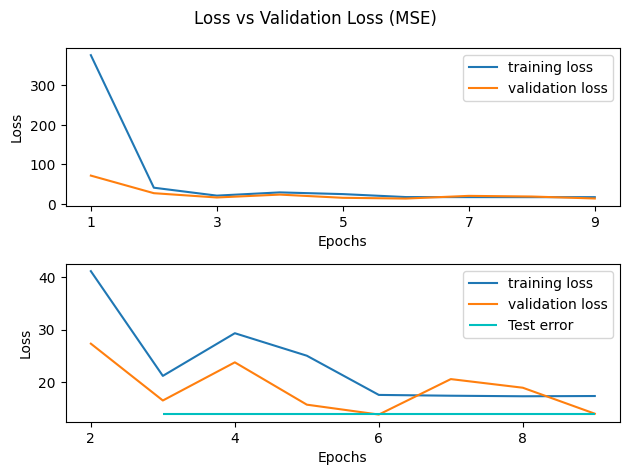 Loss vs Validation Loss (MSE)
training loss
validation loss
300
200
100
0
Loss
1 3 5 7 9
Epochs
training loss
validation loss
Test error
40
30
20
Loss
2 4 6 8
Epochs